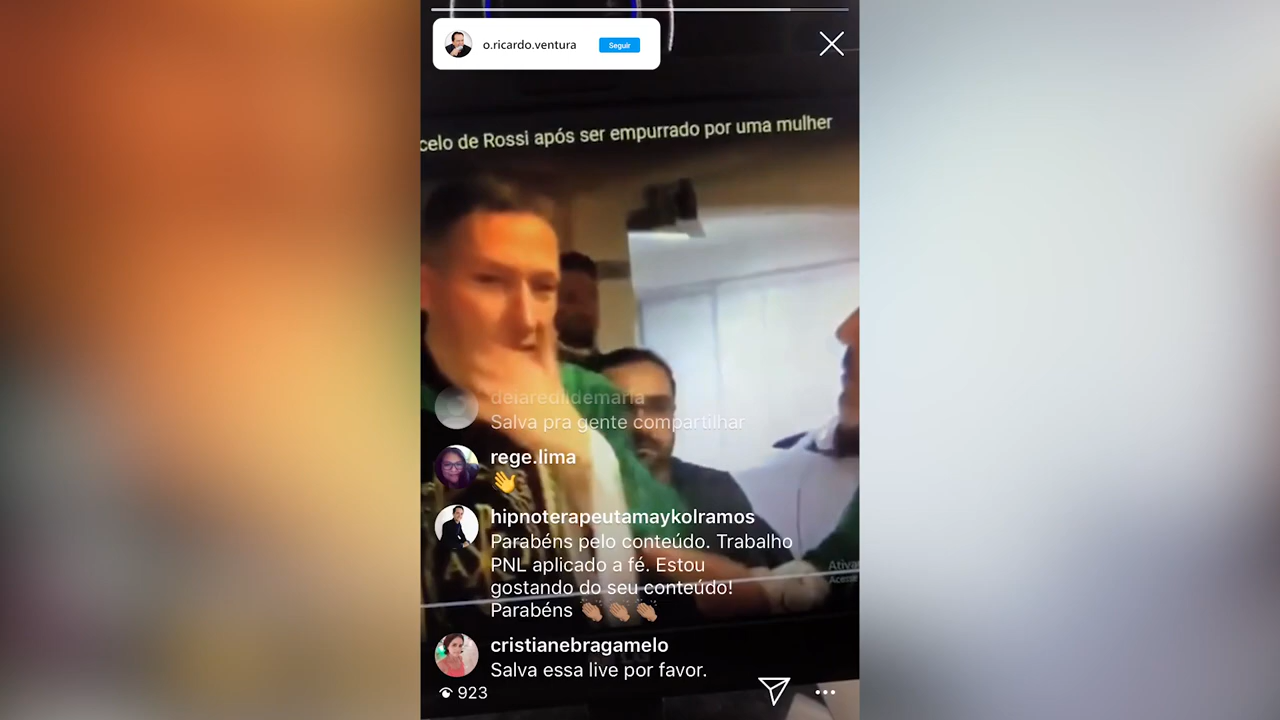 o.ricardo.ventura
Seguir
celo de Rossi após ser empurrado por uma mulher
deiaredildemaria
Salva pra gente compartilhar
rege.lima
👋
hipnoterapeutamaykolramos
Parabéns pelo conteúdo. Trabalho
PNL aplicado a fé. Estou
gostando do seu conteúdo!
Parabéns 👏🏼👏🏼👏🏼
cristianebragamelo
Salva essa live por favor.
923